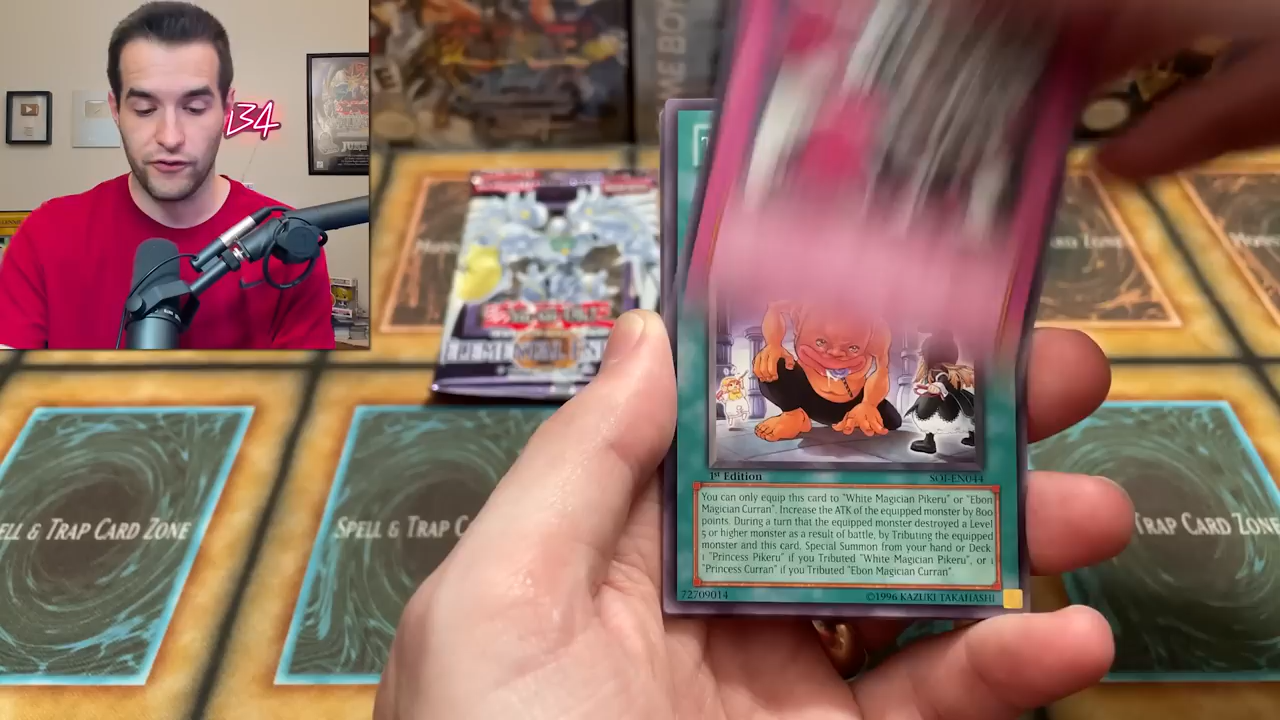 134
GAME BOY
SPELL & TRAP CARD ZONE
SPELL & TRAP C
TRAP CARD ZONE
1st Edition
SOI-EN044
You can only equip this card to "White Magician Pikeru" or "Ebon
Magician Curran". Increase the ATK of the equipped monster by 800
points. During a turn that the equipped monster destroyed a Level
5 or higher monster as a result of battle, by Tributing the equipped
monster and this card, Special Summon from your hand or Deck
1 "Princess Pikeru" if you Tributed "White Magician Pikeru", or 1
"Princess Curran" if you Tributed "Ebon Magician Curran".
72709014
©1996 KAZUKI TAKAHASHI